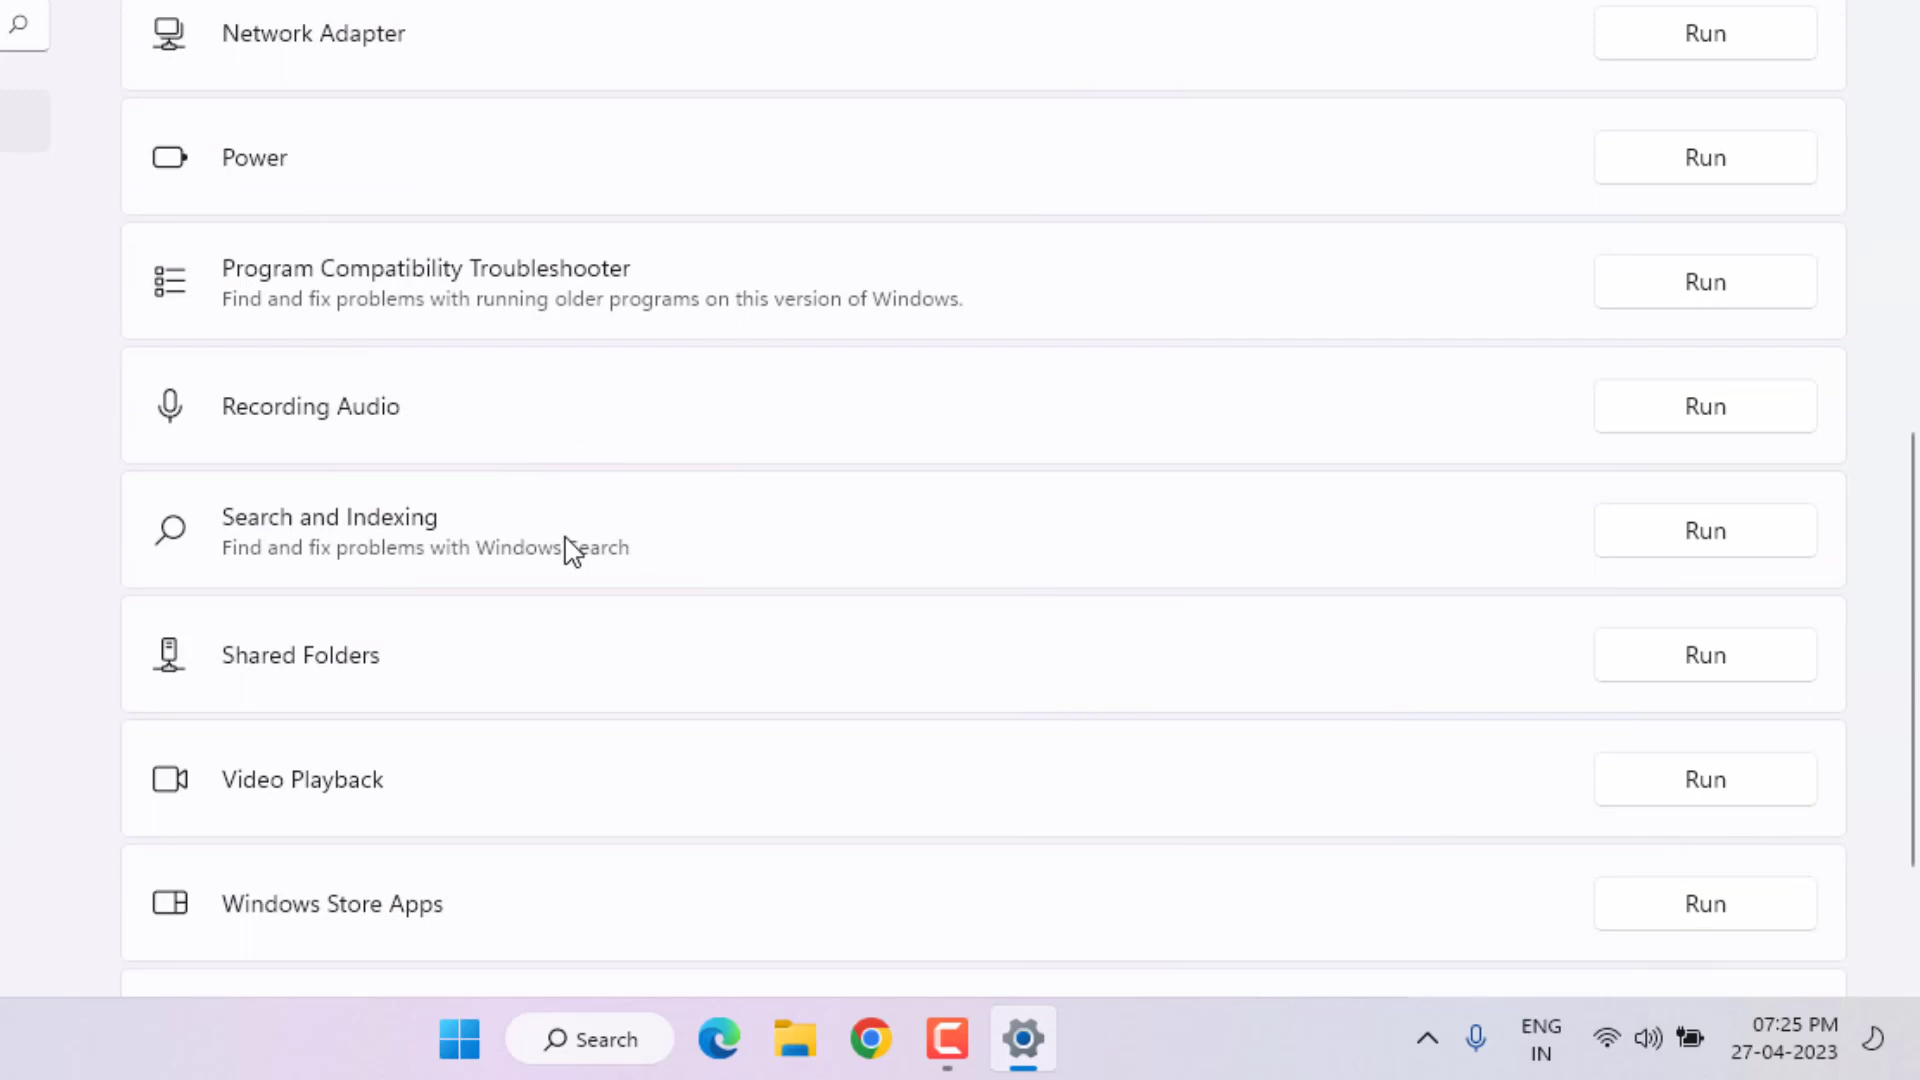 Network Adapter
Run
Power
Run
Program Compatibility Troubleshooter
Find and fix problems with running older programs on this version of Windows.
Run
Recording Audio
Run
Search and Indexing
Find and fix problems with Windows Search
Run
Shared Folders
Run
Video Playback
Run
Windows Store Apps
Run
Search
ENG
IN
07:25 PM
27-04-2023